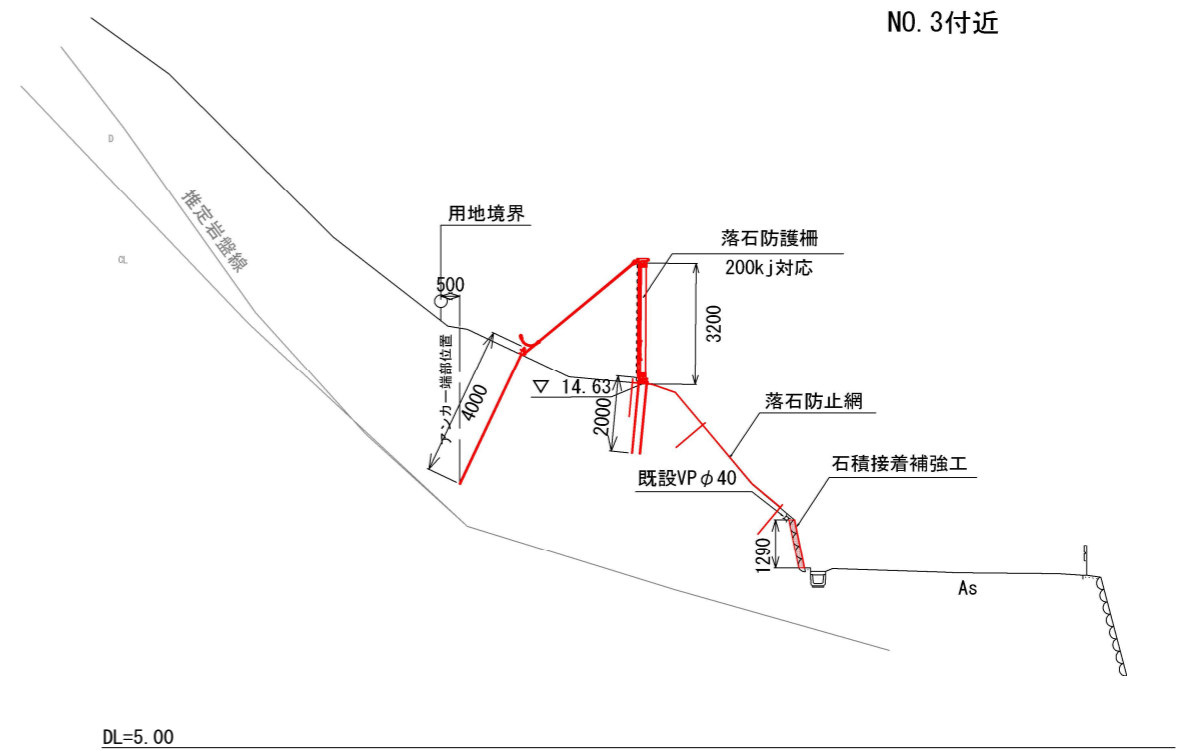 NO.3付近
D
推定岩盤線
CL
用地境界
500
アンカー端部位置
4000
落石防護柵
200kj対応
3200
▽ 14.63
2000
落石防止網
石積接着補強工
既設VPφ40
1290
As
DL=5.00